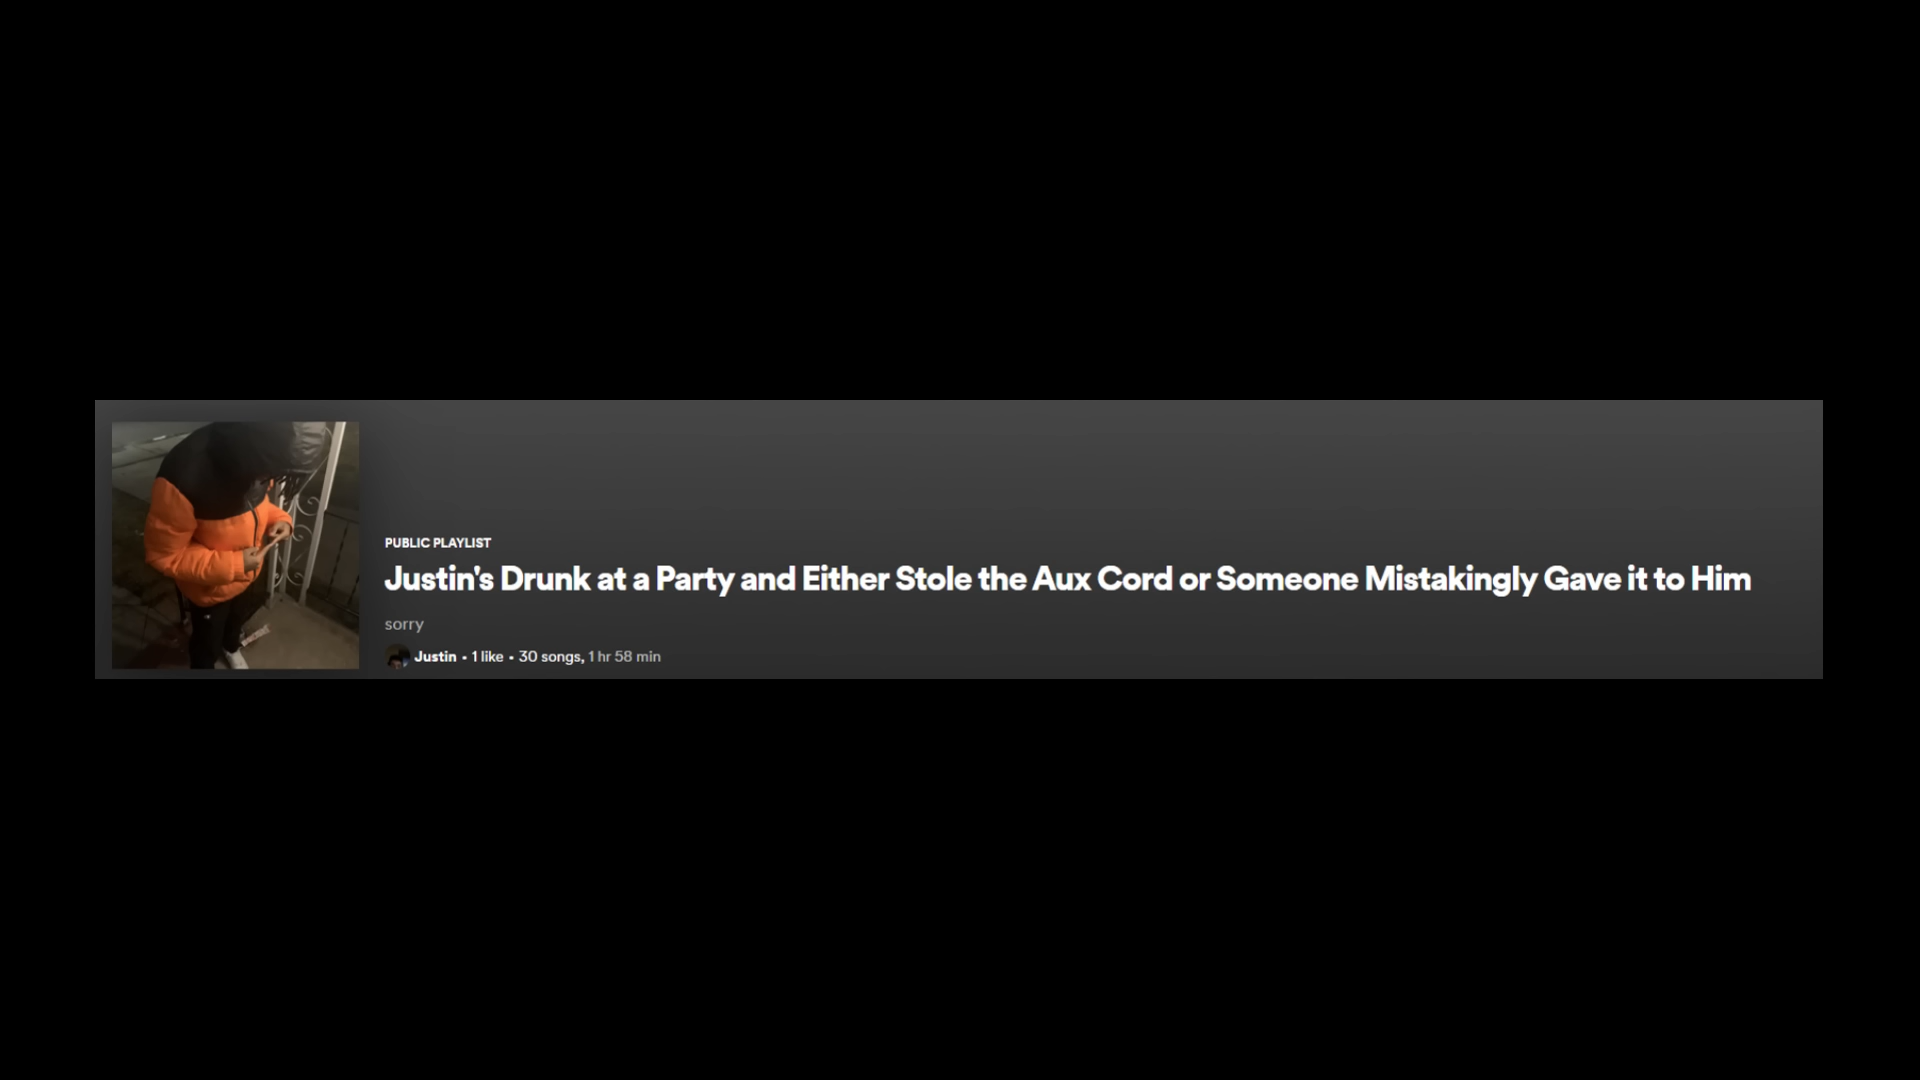 PUBLIC PLAYLIST
Justin's Drunk at a Party and Either Stole the Aux Cord or Someone Mistakingly Gave it to Him
sorry
Justin • 1 like • 30 songs, 1 hr 58 min